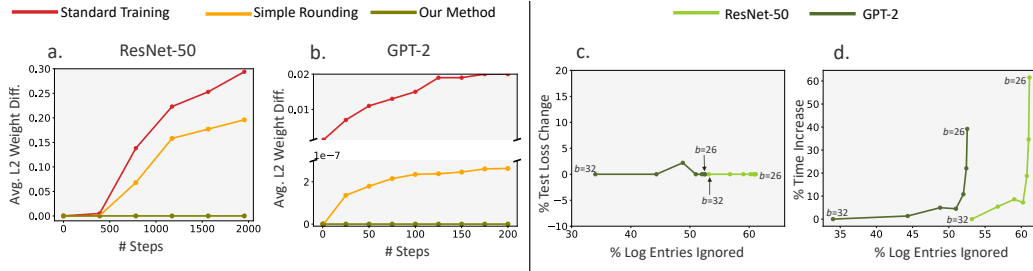 Standard Training Simple Rounding Our Method
ResNet-50 GPT-2
a. ResNet-50
Avg. L2 Weight Diff.
0.30
0.25
0.20
0.15
0.10
0.05
0.00
0 500 1000 1500 2000
# Steps
b. GPT-2
Avg. L2 Weight Diff.
0.02
0.01
1e-7
2
0
0 50 100 150 200
# Steps
c.
% Test Loss Change
20
15
10
5
0
−5
−10
b=32
b=26
b=32
b=26
30 40 50 60
% Log Entries Ignored
d.
% Time Increase
60
50
40
30
20
10
0
b=26
b=26
b=32
b=32
35 40 45 50 55 60
% Log Entries Ignored